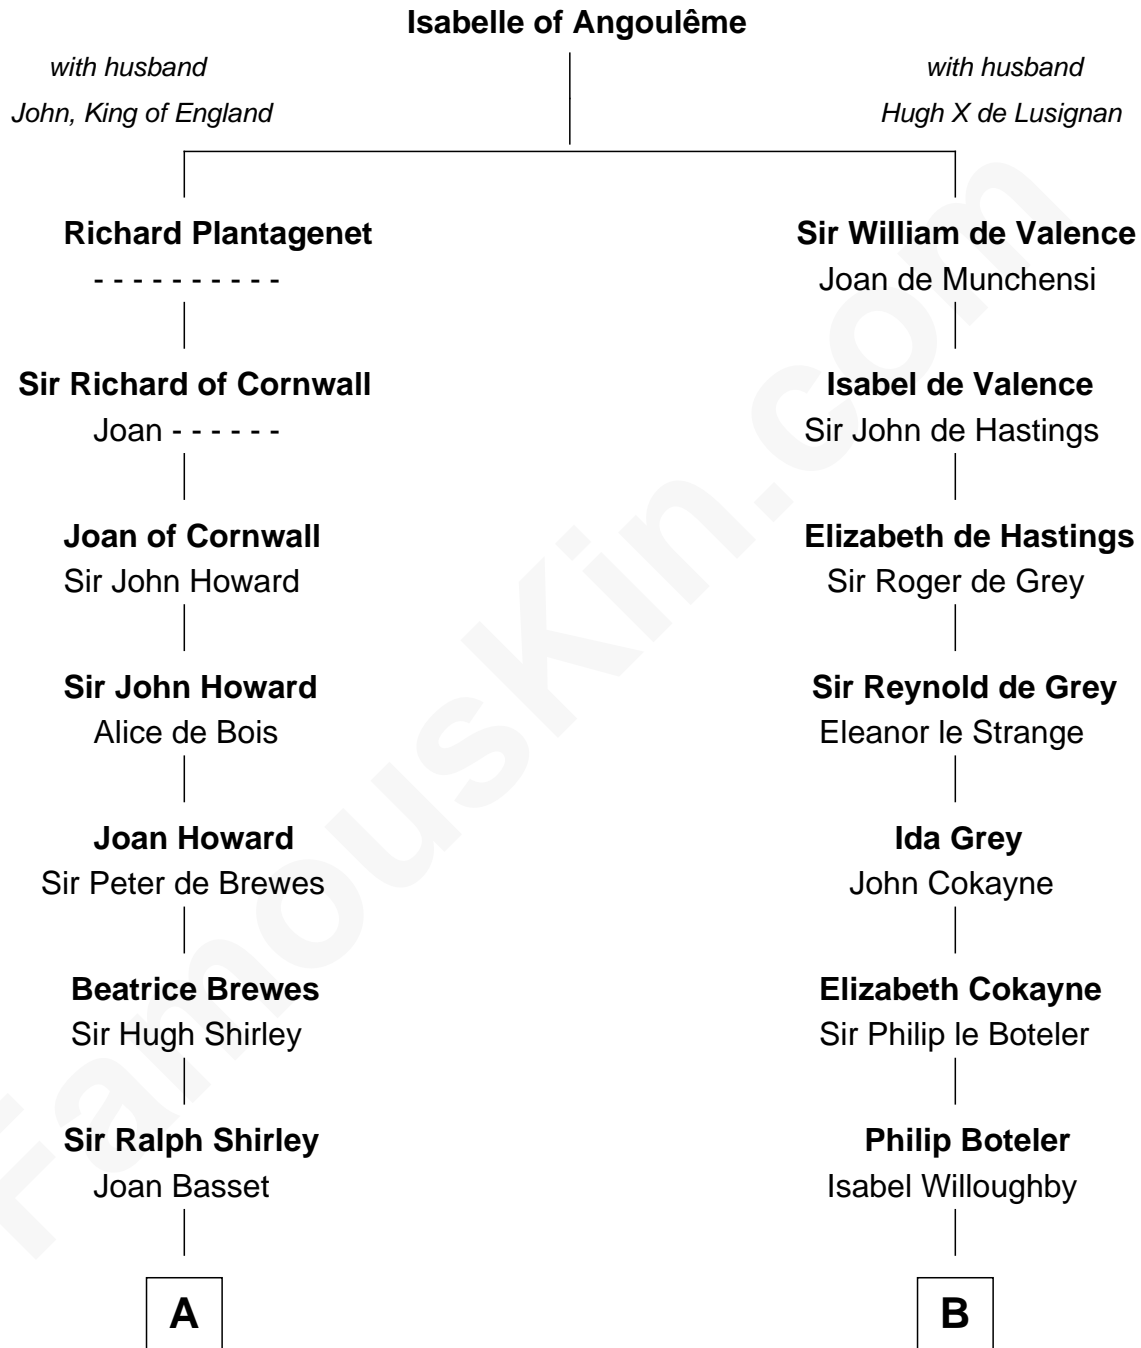 Isabelle of Angoulême
with husband
John, King of England
with husband
Hugh X de Lusignan
Richard Plantagenet
- - - - - - - - - -
Sir William de Valence
Joan de Munchensi
Sir Richard of Cornwall
Joan - - - - - -
Isabel de Valence
Sir John de Hastings
Joan of Cornwall
Sir John Howard
Elizabeth de Hastings
Sir Roger de Grey
Sir John Howard
Alice de Bois
Sir Reynold de Grey
Eleanor le Strange
Joan Howard
Sir Peter de Brewes
Ida Grey
John Cokayne
Beatrice Brewes
Sir Hugh Shirley
Elizabeth Cokayne
Sir Philip le Boteler
Sir Ralph Shirley
Joan Basset
Philip Boteler
Isabel Willoughby
A
B
FamousKin.com